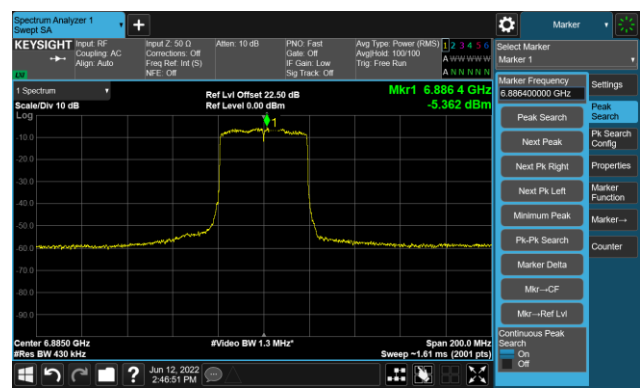 Spectrum Analyzer 1
Swept SA
Marker
KEYSIGHT
Input: RF
Coupling: AC
Align: Auto
Input Z: 50 Ω
Corrections: Off
Freq Ref: Int (S)
NFE: Off
Atten: 10 dB
PNO: Fast
Gate: Off
IF Gain: Low
Sig Track: Off
Avg Type: Power (RMS)
Avg|Hold: 100/100
Trig: Free Run
1 2 3 4 5 6
A W W W W W
A N N N N N
LXI
Select Marker
Marker 1
1 Spectrum
Scale/Div 10 dB
Log
Ref Lvl Offset 22.50 dB
Ref Level 0.00 dBm
Mkr1 6.886 4 GHz
-5.362 dBm
1
-10.0
-20.0
-30.0
-40.0
-50.0
-60.0
-70.0
-80.0
-90.0
Center 6.8850 GHz
#Res BW 430 kHz
#Video BW 1.3 MHz*
Span 200.0 MHz
Sweep ~1.61 ms (2001 pts)
Marker Frequency
6.886400000 GHz
Peak Search
Next Peak
Next Pk Right
Next Pk Left
Minimum Peak
Pk-Pk Search
Marker Delta
Mkr→CF
Mkr→Ref Lvl
Continuous Peak
Search
On
Off
Settings
Peak
Search
Pk Search
Config
Properties
Marker
Function
Marker→
Counter
?
Jun 12, 2022
2:46:51 PM